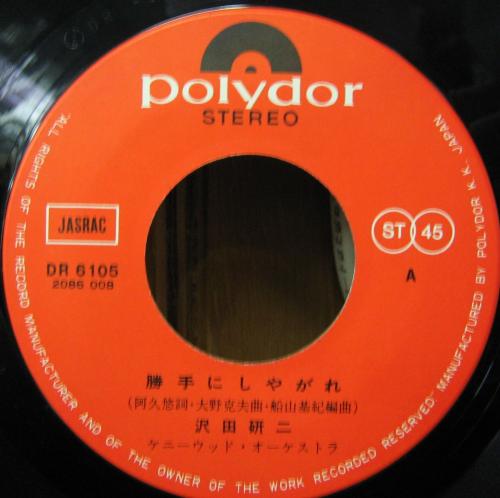 polydor
STEREO
JASRAC
ST 45
DR 6105
2086 008
A
勝手にしやがれ
(阿久悠詞・大野克夫曲・船山基紀編曲)
沢田研二
ケニーウッド・オーケストラ
"ALL RIGHTS OF THE RECORD MANUFACTURER AND OF THE OWNER OF THE WORK RECORDED RESERVED" MANUFACTURED BY POLYDOR K.K. JAPAN